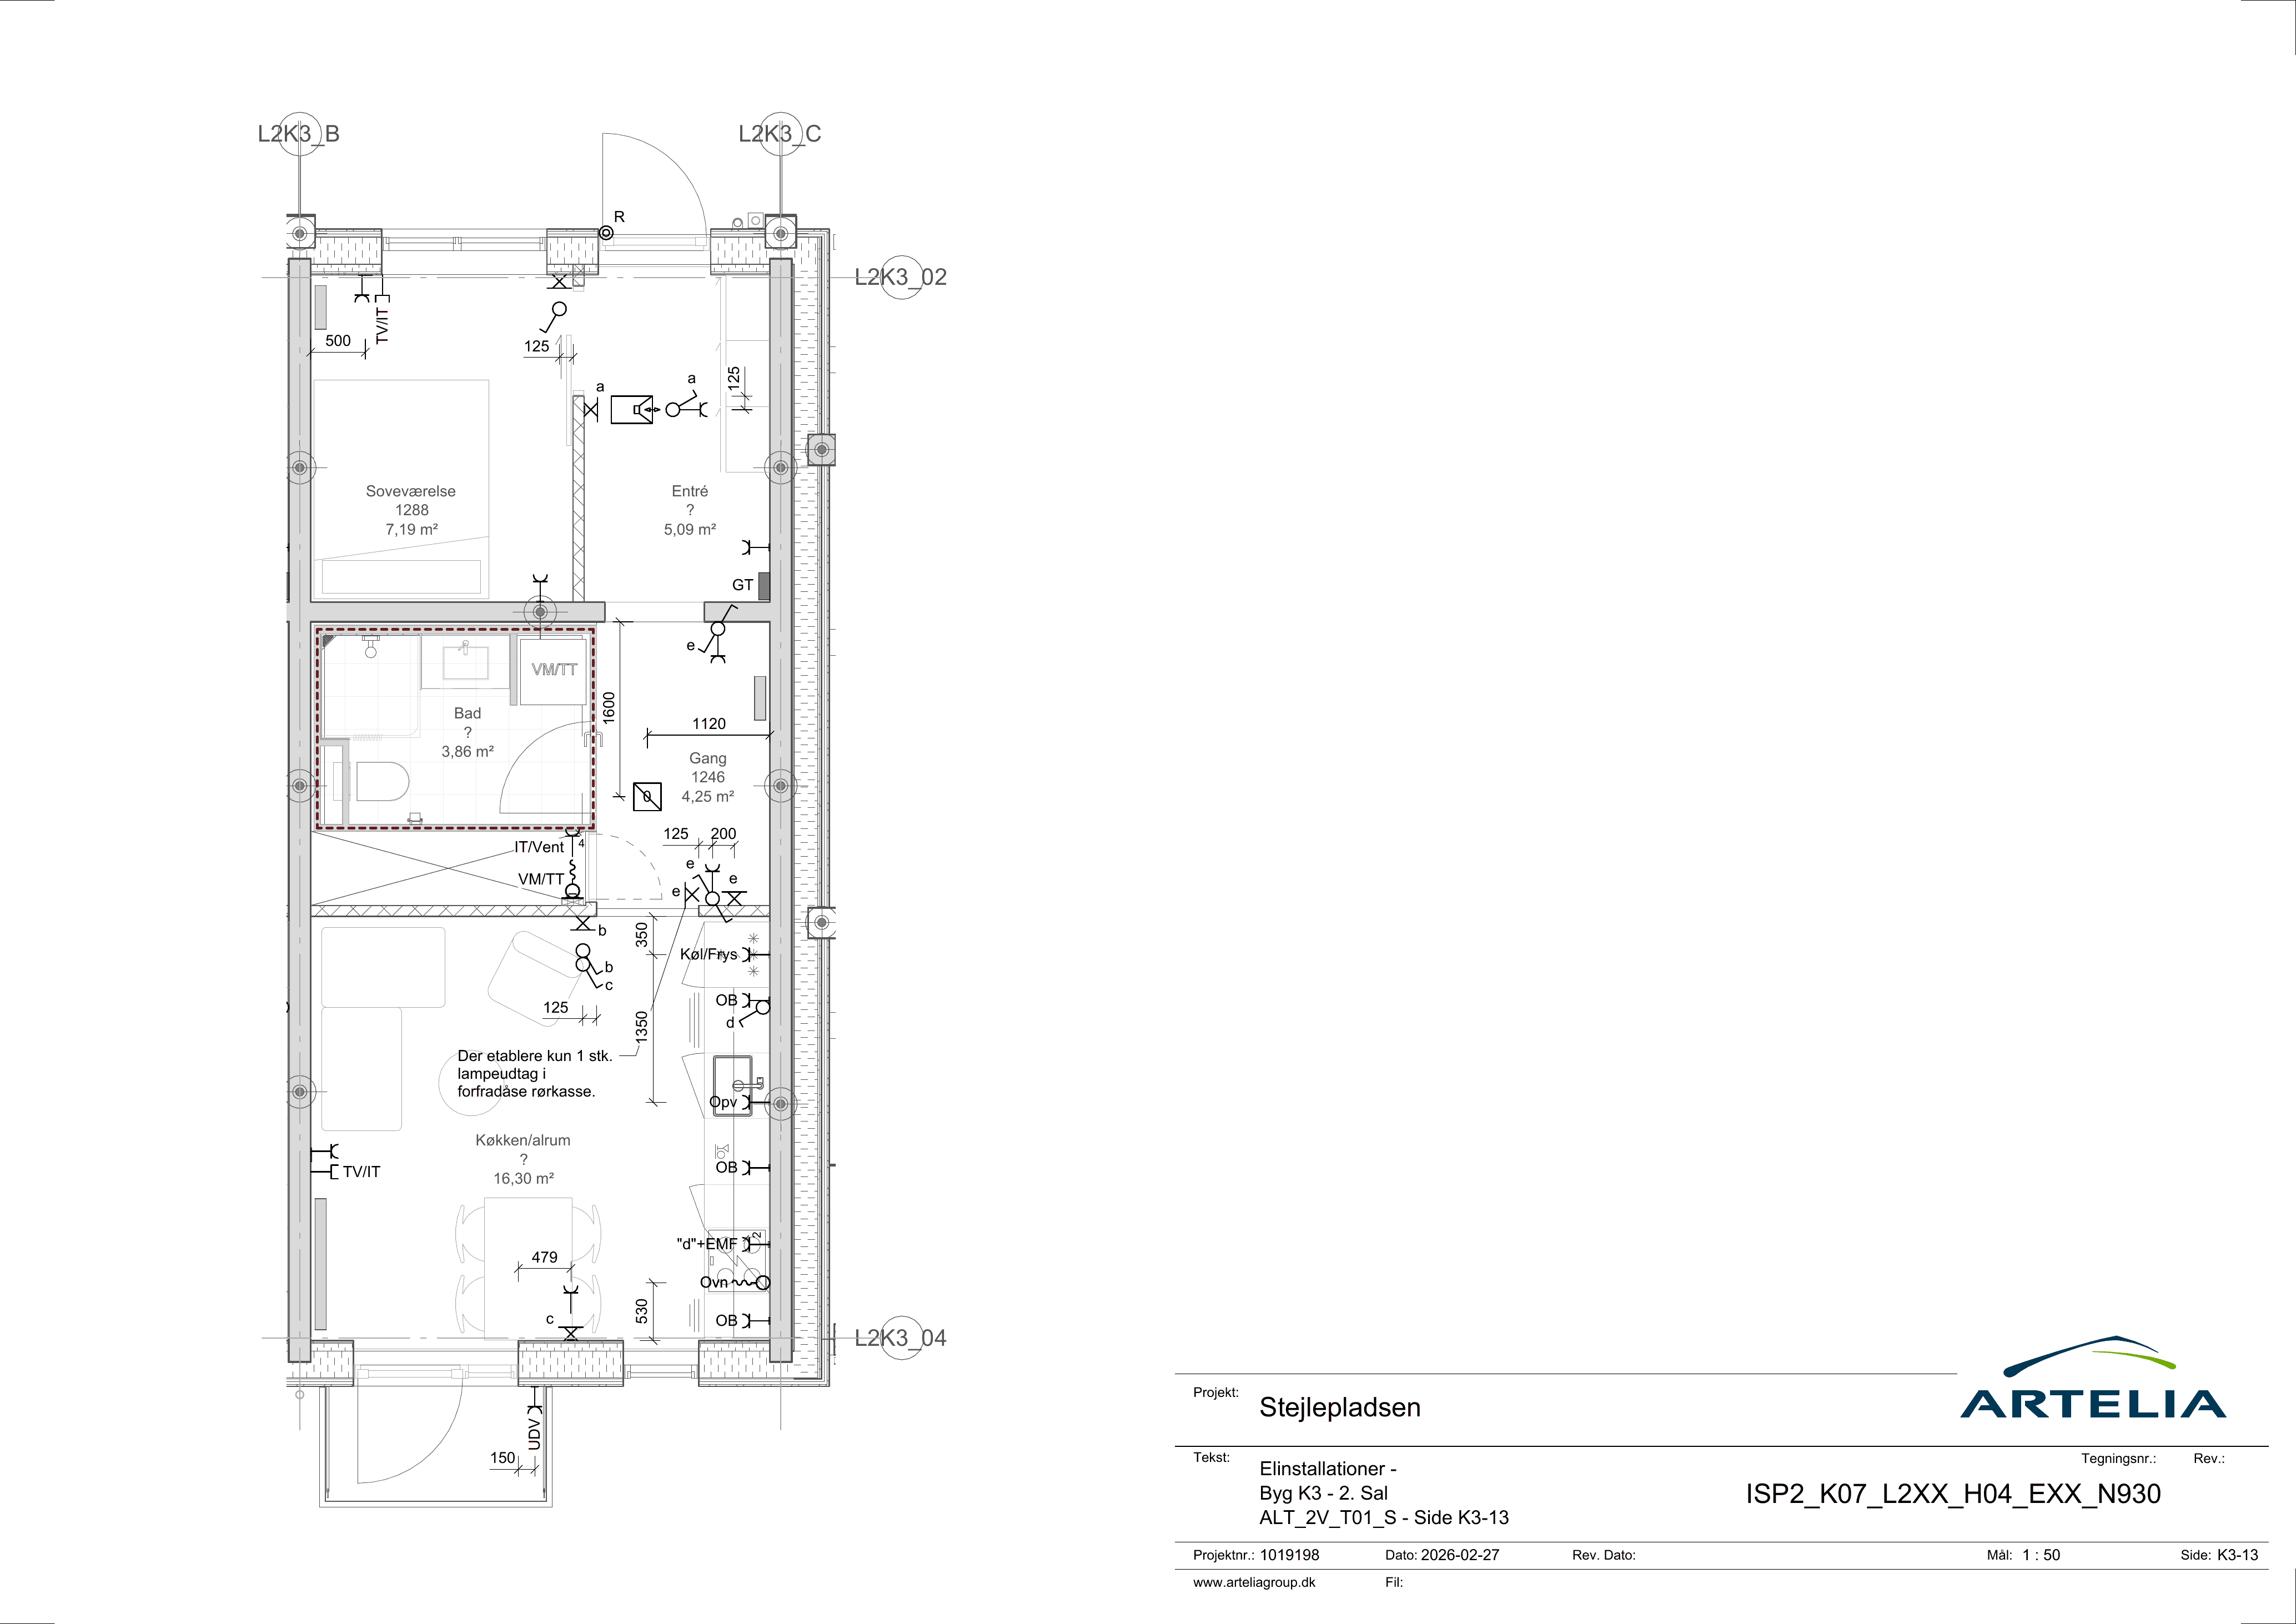 L2K3_B
L2K3_C
R
L2K3_02
TV/IT
500
125
a
a
125
Soveværelse
1288
7,19 m²
Entré
?
5,09 m²
GT
e
VM/TT
1600
Bad
?
3,86 m²
1120
Gang
1246
4,25 m²
125
200
IT/Vent
4
VM/TT
e
e
e
b
350
Køl/Frys
b
c
OB
d
125
1350
Der etablere kun 1 stk.
lampeudtag i
forfradåse rørkasse.
Opv
Køkken/alrum
?
16,30 m²
OB
TV/IT
"d"+EMF
2
479
Ovn
530
c
OB
L2K3_04
UDV
150
Projekt:
Stejlepladsen
ARTELIA
Tekst:
Elinstallationer -
Byg K3 - 2. Sal
ALT_2V_T01_S - Side K3-13
Tegningsnr.:
Rev.:
ISP2_K07_L2XX_H04_EXX_N930
Projektnr.: 1019198
Dato: 2026-02-27
Rev. Dato:
Mål: 1 : 50
Side: K3-13
www.arteliagroup.dk
Fil: